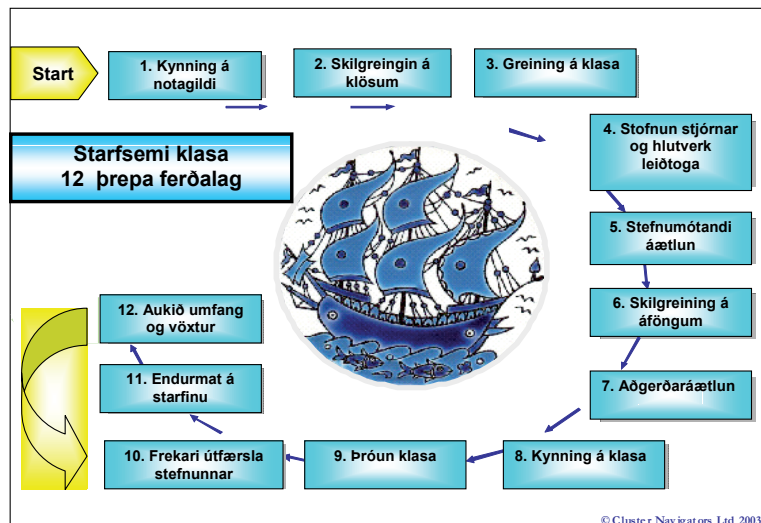 Start
1. Kynning á
notagildi
2. Skilgreingin á
klösum
3. Greining á klasa
4. Stofnun stjórnar
og hlutverk
leiðtoga
Starfsemi klasa
12 þrepa ferðalag
5. Stefnumótandi
áætlun
6. Skilgreining á
áföngum
7. Aðgerðaráætlun
8. Kynning á klasa
9. Þróun klasa
10. Frekari útfærsla
stefnunnar
11. Endurmat á
starfinu
12. Aukið umfang
og vöxtur
© Cluster Navigators Ltd 2003